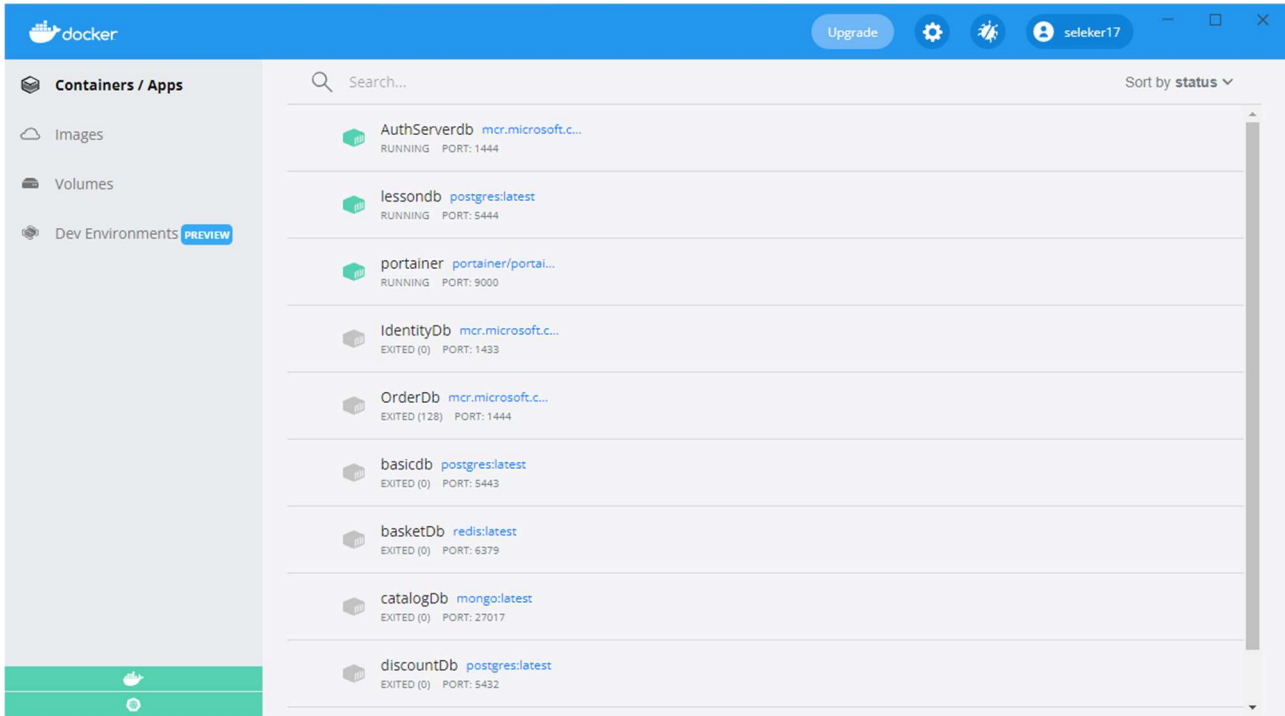 docker
Upgrade
seleker17
Containers / Apps
Images
Volumes
Dev Environments PREVIEW
Search...
Sort by status
AuthServerdb mcr.microsoft.c...
RUNNING PORT: 1444
lessondb postgres:latest
RUNNING PORT: 5444
portainer portainer/portai...
RUNNING PORT: 9000
IdentityDb mcr.microsoft.c...
EXITED (0) PORT: 1433
OrderDb mcr.microsoft.c...
EXITED (128) PORT: 1444
basicdb postgres:latest
EXITED (0) PORT: 5443
basketDb redis:latest
EXITED (0) PORT: 6379
catalogDb mongo:latest
EXITED (0) PORT: 27017
discountDb postgres:latest
EXITED (0) PORT: 5432